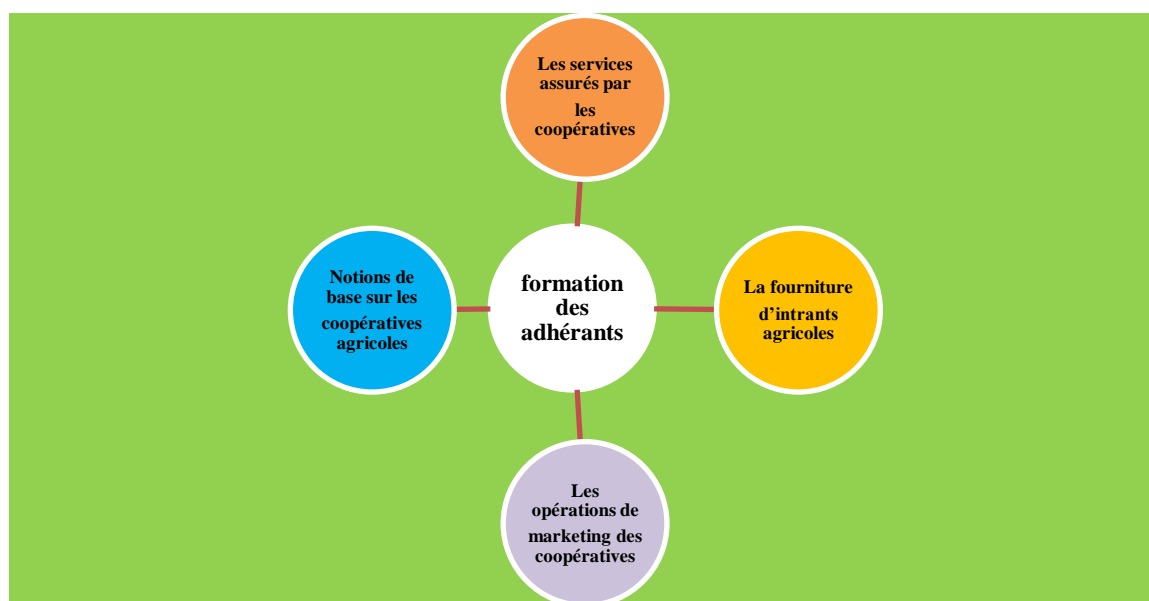 Les services
assurés par
les
coopératives
Notions de
base sur les
coopératives
agricoles
formation
des
adhérants
La fourniture
d’intrants
agricoles
Les
opérations de
marketing des
coopératives